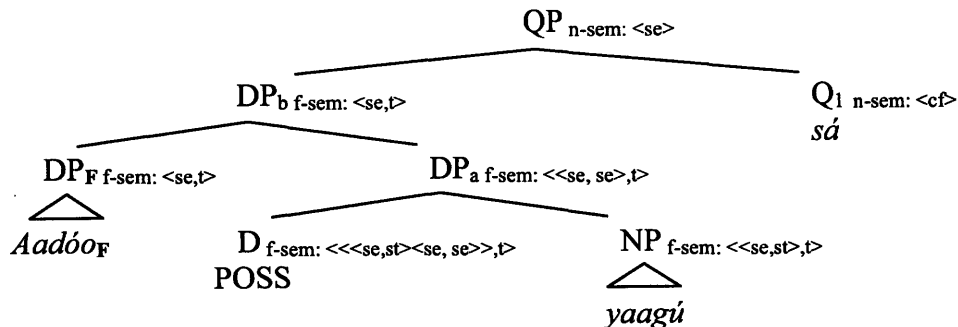 QP n-sem: <se>
DPb f-sem: <se,t>
Q1 n-sem: <cf>
sá
DPF f-sem: <se,t>
DPa f-sem: <<se, se>,t>
AadóoF
D f-sem: <<<se,st><se, se>>,t>
NP f-sem: <<se,st>,t>
POSS
yaagú